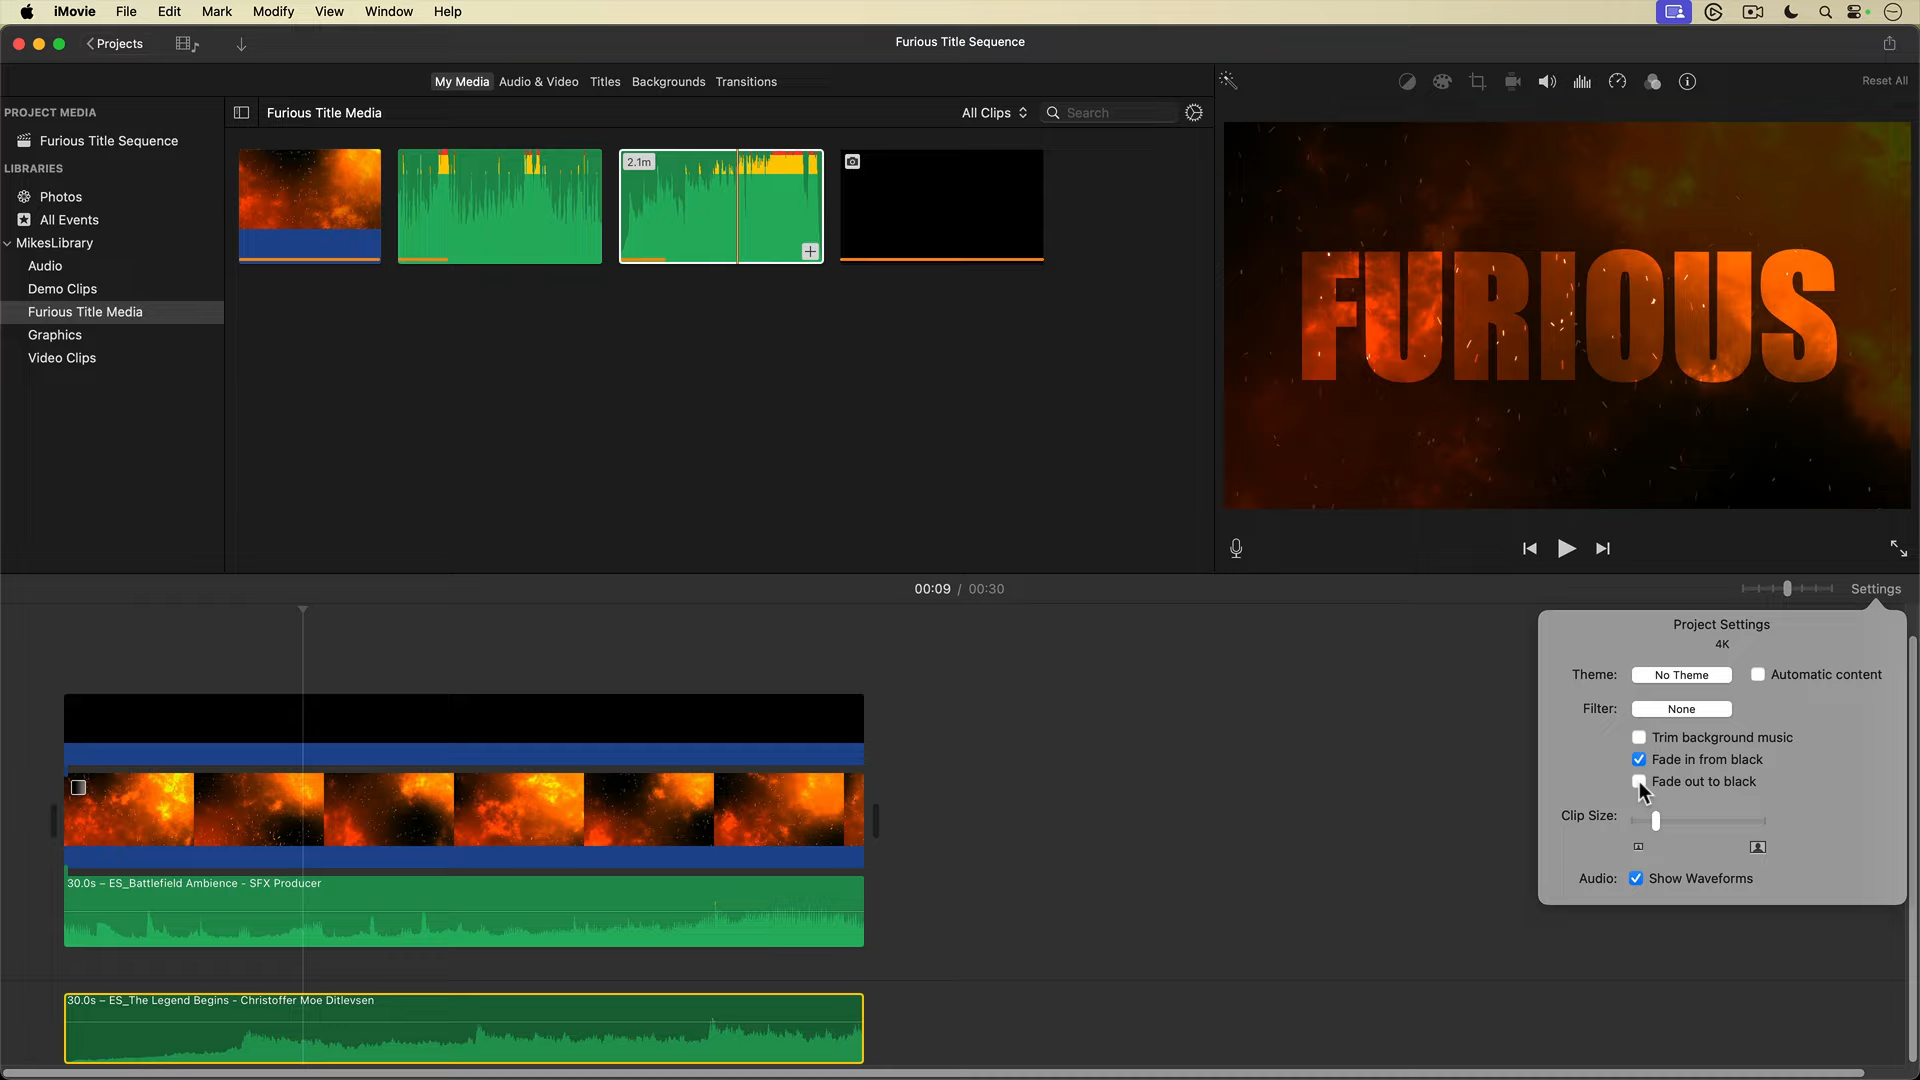 iMovie File Edit Mark Modify View Window Help
Projects
Furious Title Sequence
My Media Audio & Video Titles Backgrounds Transitions
Reset All
PROJECT MEDIA
Furious Title Sequence
LIBRARIES
Photos
All Events
MikesLibrary
Audio
Demo Clips
Furious Title Media
Graphics
Video Clips
Furious Title Media
All Clips
Search
2.1m
FURIOUS
00:09 / 00:30
Settings
Project Settings
4K
Theme: No Theme Automatic content
Filter: None
Trim background music
Fade in from black
Fade out to black
Clip Size:
Audio: Show Waveforms
30.0s – ES_Battlefield Ambience - SFX Producer
30.0s – ES_The Legend Begins - Christoffer Moe Ditlevsen